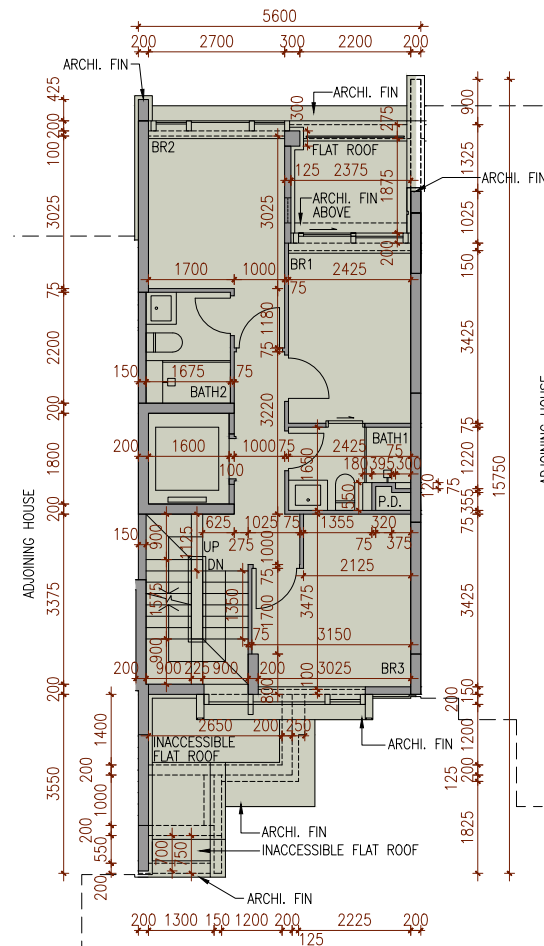 5600
200 2700 300 2200 200
ARCHI. FIN
ARCHI. FIN
425
200
100
3025
75
2200
200
1800
200
3375
200
3550
ADJOINING HOUSE
300
275
900
1325
1025
150
3425
75
1220
355
75
3425
150
200
1200
125
200
1825
15750
ADJOINING HOUSE
BR2
FLAT ROOF
125 2375
1875
ARCHI. FIN
ARCHI. FIN
ABOVE
3025
200
BR1
1700 1000 2425
75
1180
75
150 1675 75
BATH2
3220
200 1600 1000 75 2425
BATH1
75
100
1650
180 395 300
550
120
75
P.D.
150
900
1125
625
1025 75 1355 320
UP
DN
275
1000
75 375
75
2125
1575
1350
1700
3475
900
75 3150
200 900 225 900 200 3025
100
BR3
800
1400
200
1000
200
550
200
2650 200 250
INACCESSIBLE
FLAT ROOF
ARCHI. FIN
ARCHI. FIN
INACCESSIBLE FLAT ROOF
700
750
ARCHI. FIN
200 1300 150 1200 200 2225 200
125